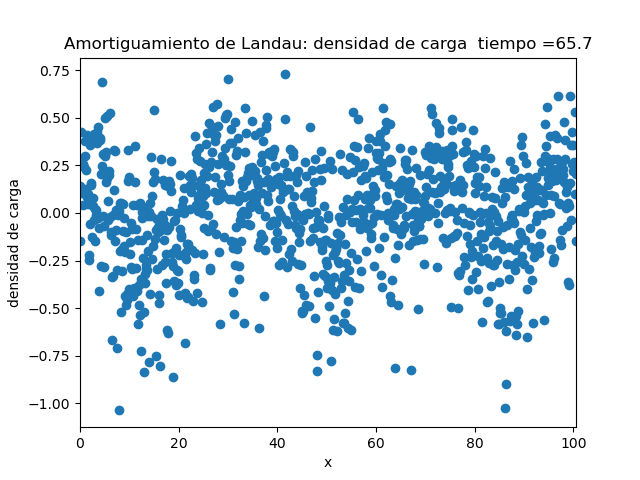 Amortiguamiento de Landau: densidad de carga  tiempo =65.7
0.75
0.50
0.25
0.00
−0.25
−0.50
−0.75
−1.00
densidad de carga
0 20 40 60 80 100
x